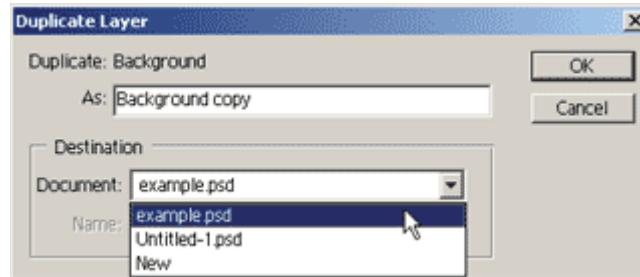 Duplicate Layer
Duplicate: Background
OK
As: Background copy
Cancel
Destination
Document: example.psd
Name:
example.psd
Untitled-1.psd
New